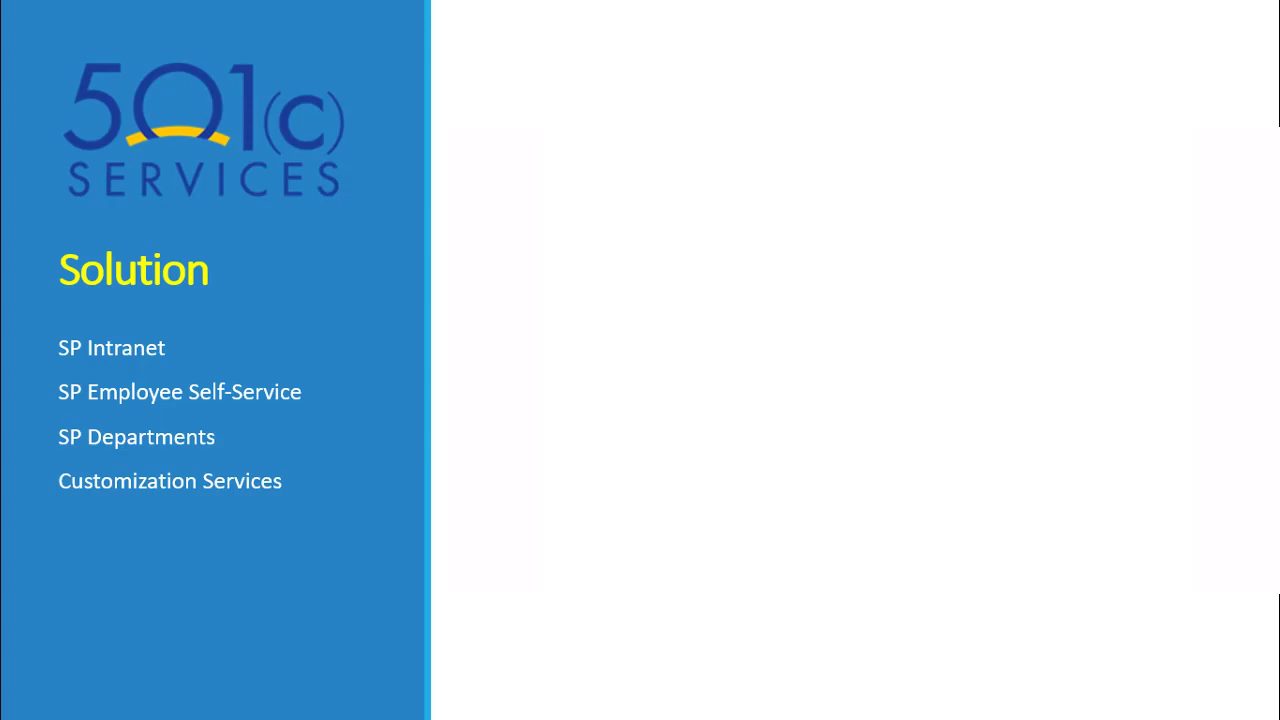 501(c)
SERVICES
Solution
SP Intranet
SP Employee Self-Service
SP Departments
Customization Services